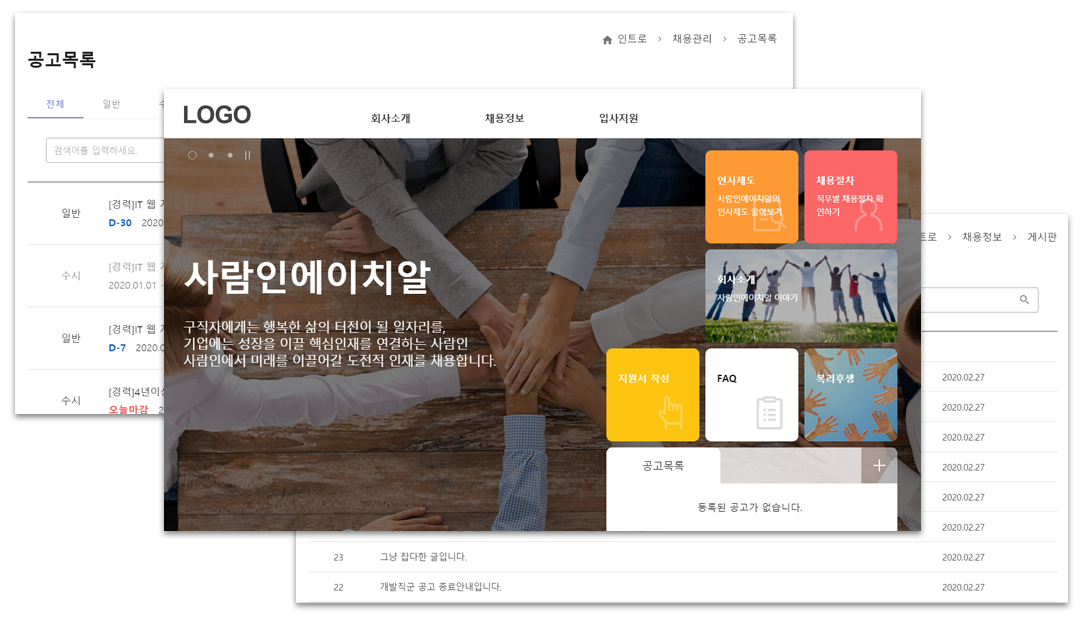 인트로 > 채용관리 > 공고목록
공고목록
전체
일반
검색어를 입력하세요.
일반
[경력]IT 웹
D-30 2020
수시
[경력]IT 웹
2020.01.01
일반
[경력]IT 웹
D-7 2020.0
수시
[경력]4년이상
오늘마감 2
LOGO
회사소개
채용정보
입사지원
사람인에이치알
구직자에게는 행복한 삶의 터전이 될 일자리를,
기업에는 성장을 이끌 핵심인재를 연결하는 사람인
사람인에서 미래를 이끌어갈 도전적 인재를 채용합니다.
인사제도
사람인에이치알의
인사제도 알아보기
채용절차
직무별 채용절차 확
인하기
회사소개
사람인에이치알 이야기
지원서 작성
FAQ
복리후생
공고목록
등록된 공고가 없습니다.
트로 > 채용정보 > 게시판
2020.02.27
2020.02.27
2020.02.27
2020.02.27
2020.02.27
2020.02.27
23 그냥 잡다한 글입니다. 2020.02.27
22 개발직군 공고 종료안내입니다. 2020.02.27